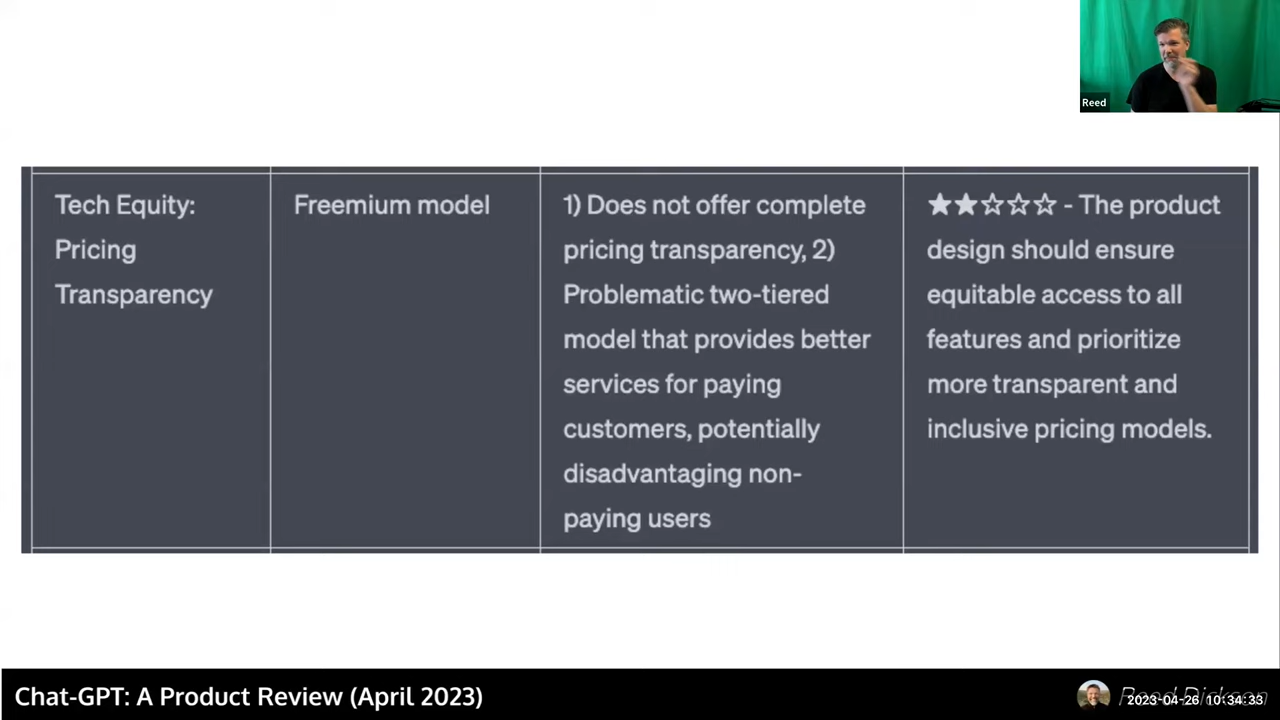 Reed
Tech Equity:
Pricing
Transparency
Freemium model
1) Does not offer complete
pricing transparency, 2)
Problematic two-tiered
model that provides better
services for paying
customers, potentially
disadvantaging non-
paying users
★★☆☆☆ - The product
design should ensure
equitable access to all
features and prioritize
more transparent and
inclusive pricing models.
Chat-GPT: A Product Review (April 2023)
Reed Dickson
2023-04-26 10:34:33